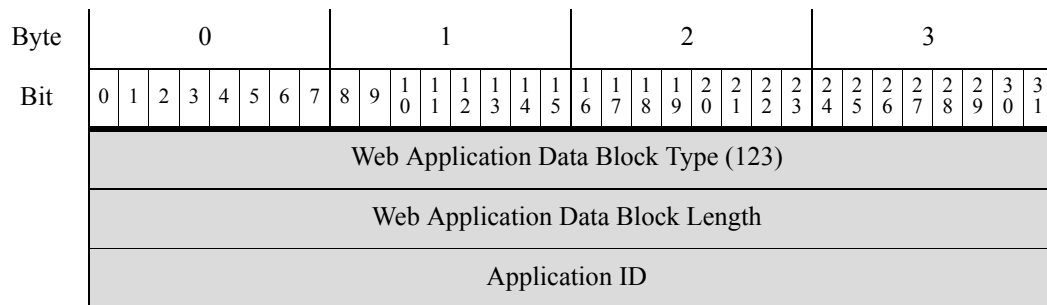 Byte 0 1 2 3
Bit 0 1 2 3 4 5 6 7 8 9 10 11 12 13 14 15 16 17 18 19 20 21 22 23 24 25 26 27 28 29 30 31
Web Application Data Block Type (123)
Web Application Data Block Length
Application ID